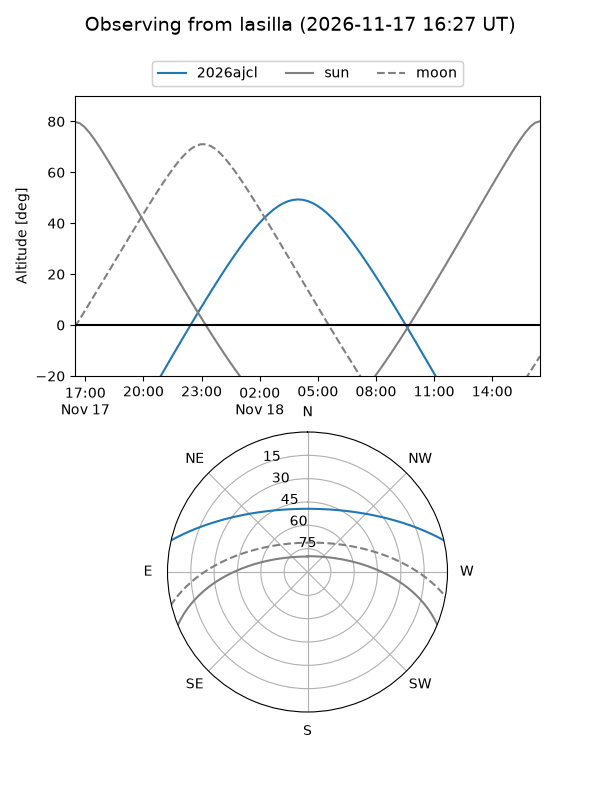 Observing from lasilla (2026-11-17 16:27 UT)
2026ajcl sun moon
Altitude [deg]
80
60
40
20
0
−20
17:00 20:00 23:00 02:00 05:00 08:00 11:00 14:00
Nov 17 Nov 18
N
NE NW
15
30
45
60
75
E W
SE SW
S